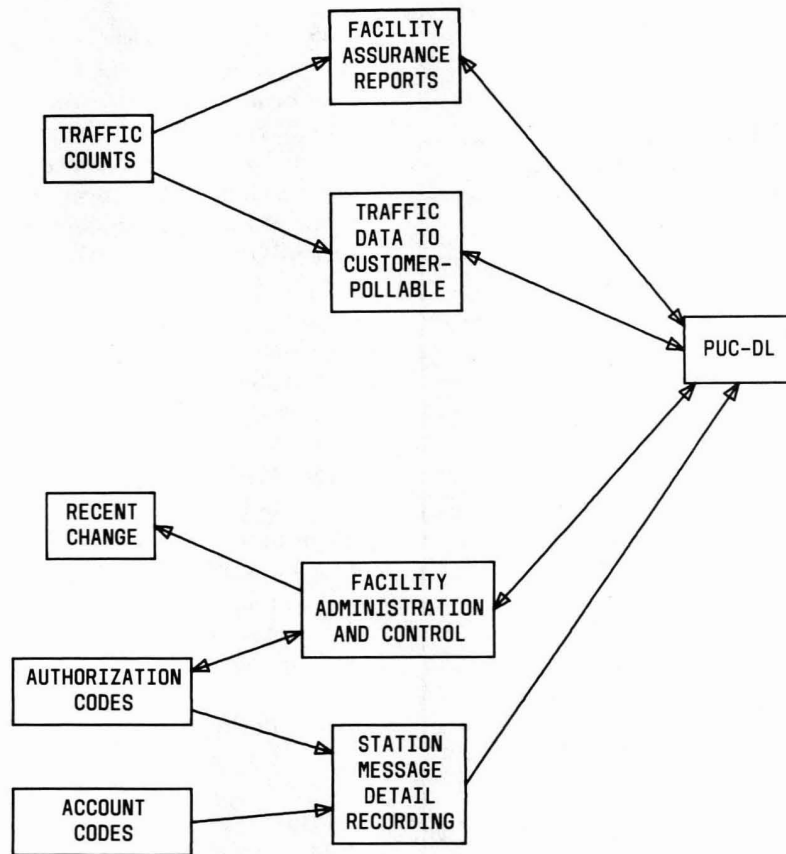 FACILITY
ASSURANCE
REPORTS
TRAFFIC
COUNTS
TRAFFIC
DATA TO
CUSTOMER-
POLLABLE
PUC-DL
RECENT
CHANGE
FACILITY
ADMINISTRATION
AND CONTROL
AUTHORIZATION
CODES
STATION
MESSAGE
DETAIL
RECORDING
ACCOUNT
CODES